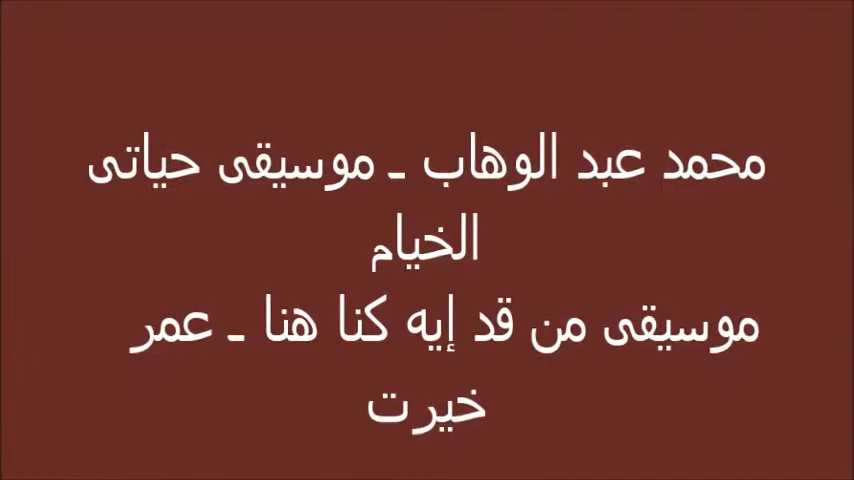 محمد عبد الوهاب ـ موسيقى حياتى
الخيام
موسيقى من قد إيه كنا هنا ـ عمر
خيرت